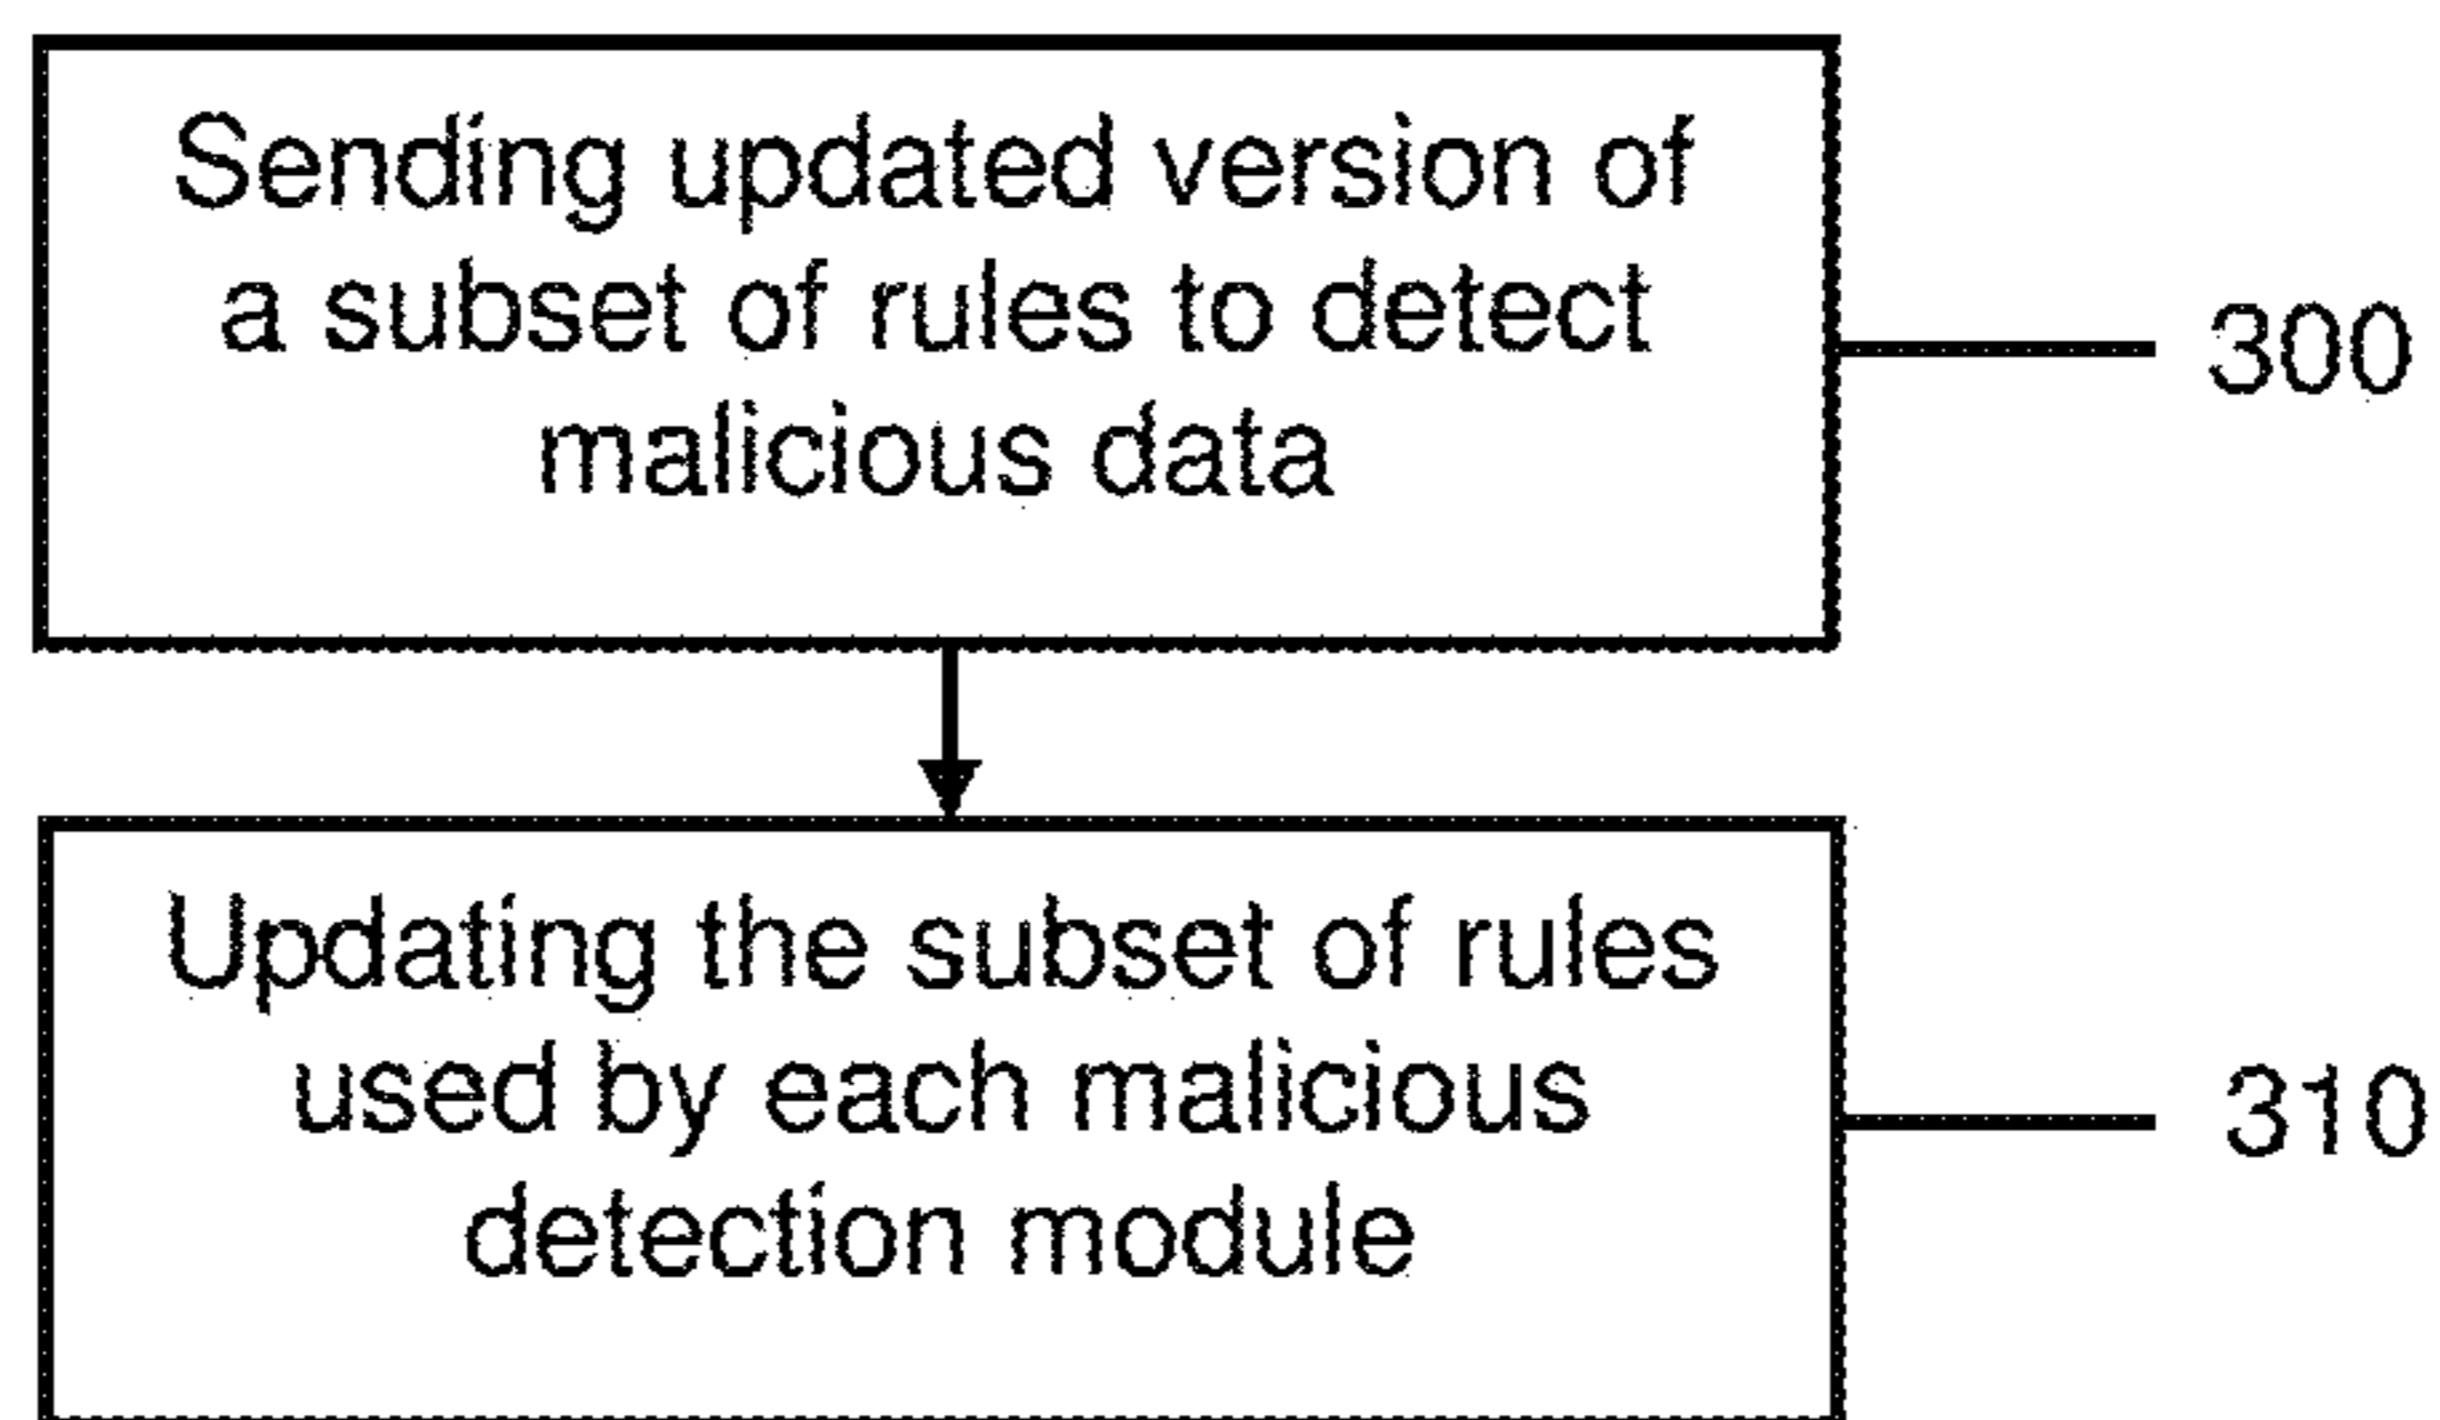 Sending updated version of
a subset of rules to detect
malicious data
300
Updating the subset of rules
used by each malicious
detection module
310